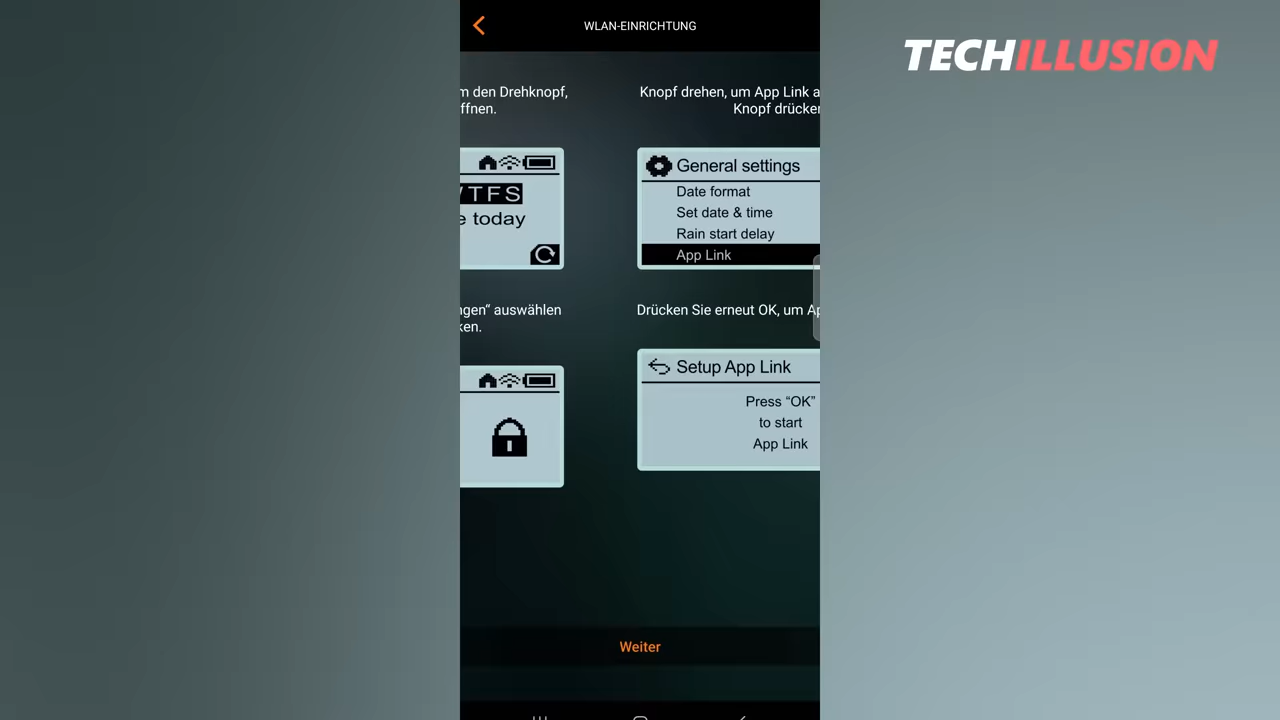 WLAN-EINRICHTUNG
TECHILLUSION
m den Drehknopf,
ffnen.
TFS
e today
ngen“ auswählen
ken.
Knopf drehen, um App Link a
Knopf drücken
General settings
Date format
Set date & time
Rain start delay
App Link
Drücken Sie erneut OK, um Ap
Setup App Link
Press “OK”
to start
App Link
Weiter